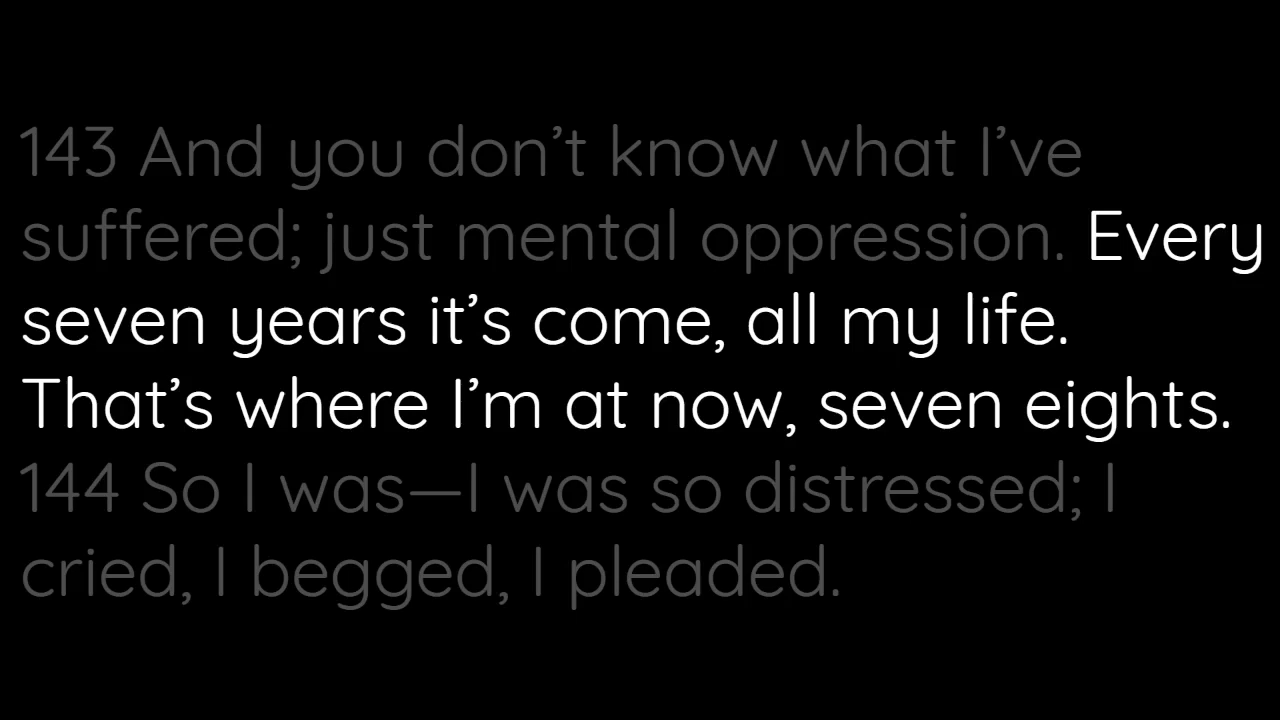 143 And you don’t know what I’ve
suffered; just mental oppression. Every
seven years it’s come, all my life.
That’s where I’m at now, seven eights.
144 So I was—I was so distressed; I
cried, I begged, I pleaded.